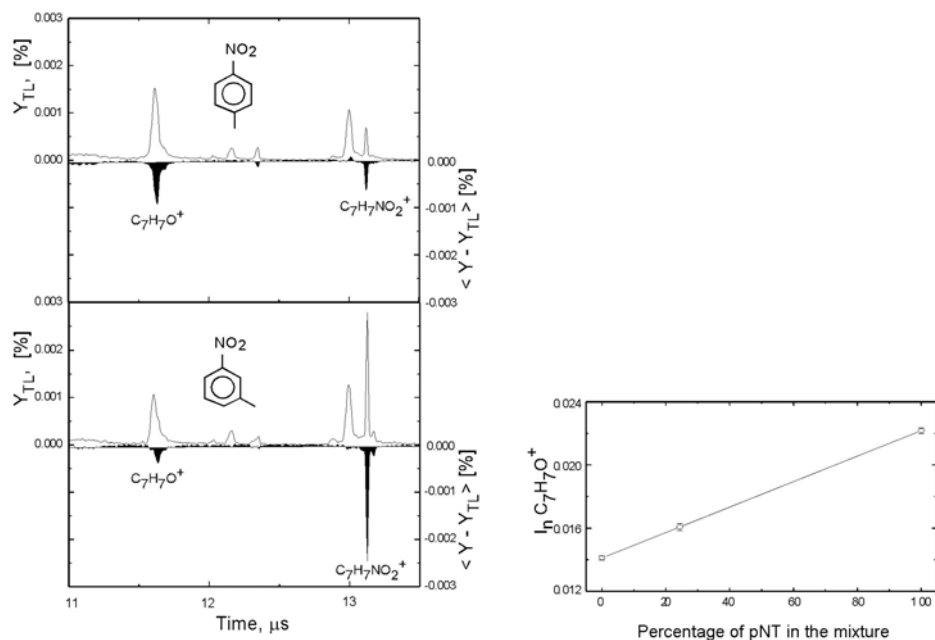 0.003
0.002
0.001
0.000
Y_TL, [%]
NO₂
C₇H₇O⁺
C₇H₇NO₂⁺
0.000
-0.001
-0.002
-0.003
< Y - Y_TL > [%]
0.003
0.002
0.001
0.000
Y_TL, [%]
NO₂
C₇H₇O⁺
C₇H₇NO₂⁺
0.000
-0.001
-0.002
-0.003
< Y - Y_TL > [%]
11 12 13
Time, μs
0.024
0.020
0.016
0.012
I_n C₇H₇O⁺
0 20 40 60 80 100
Percentage of pNT in the mixture